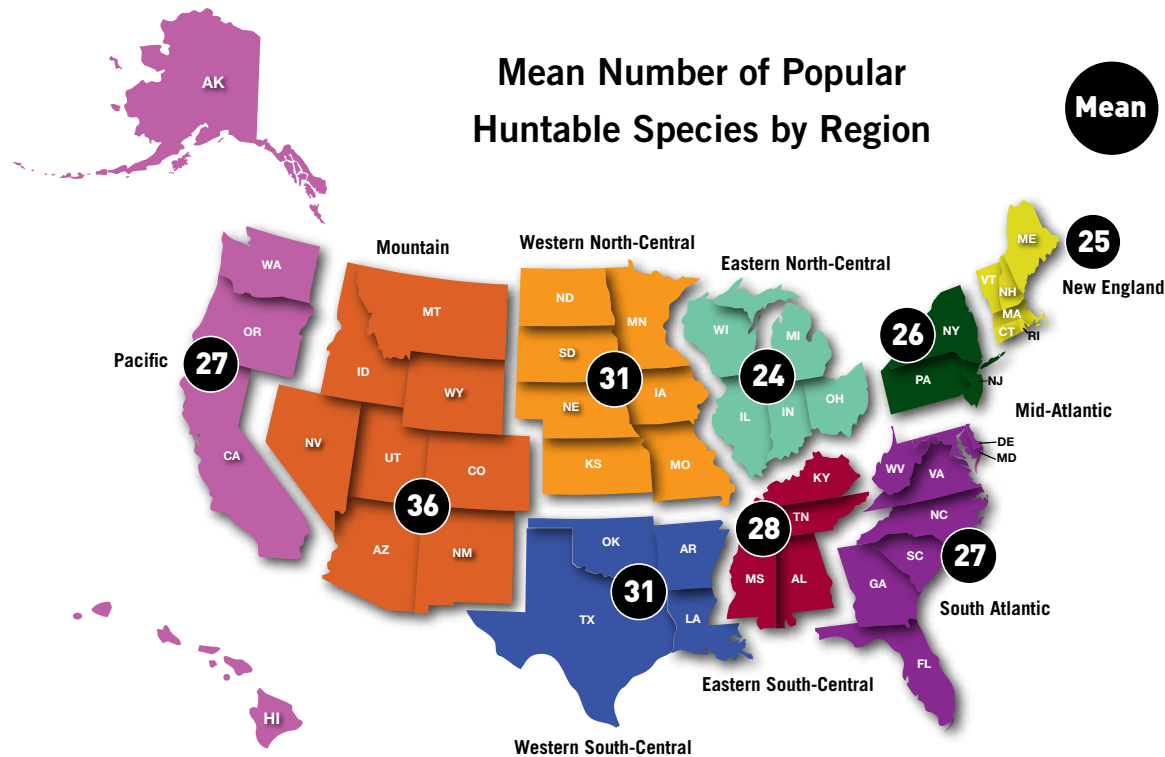 Mean Number of Popular
Huntable Species by Region
Mean
AK
WA
OR
Pacific
27
CA
HI
Mountain
MT
ID
WY
NV
UT
CO
36
AZ
NM
Western North-Central
ND
MN
SD
31
IA
NE
KS
MO
Eastern North-Central
WI
MI
24
IL
IN
OH
ME
25
New England
VT
NH
MA
CT
RI
26
NY
PA
NJ
Mid-Atlantic
DE
MD
WV
VA
NC
SC
27
GA
South Atlantic
FL
KY
28
TN
MS
AL
Eastern South-Central
OK
AR
31
TX
LA
Western South-Central